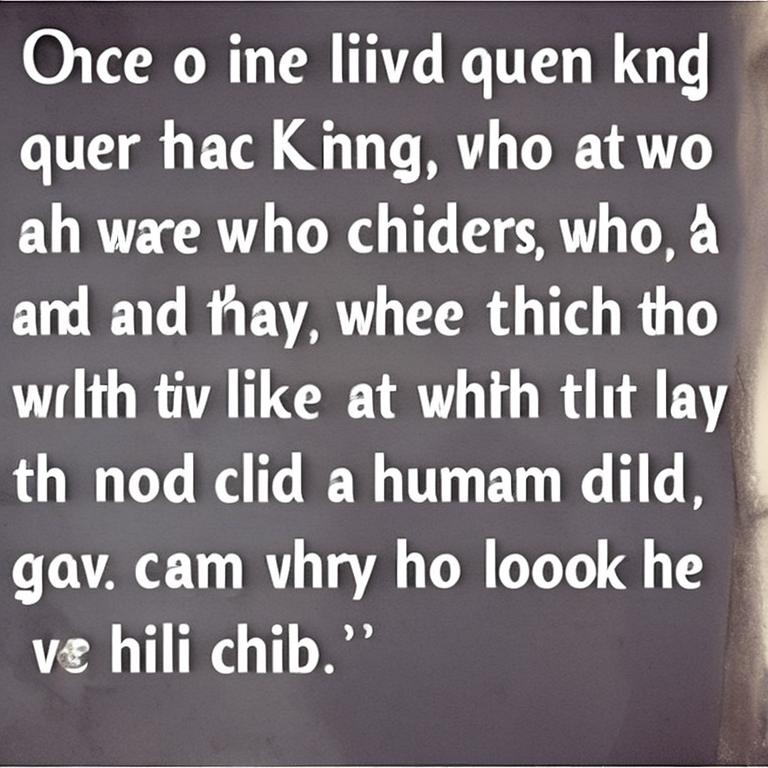 Once o ine liivd quen kng
quer hac Kinng, vho at wo
ah ware who chiders, who, à
and and thay, whee thich tho
wrlth tiv like at whith tlit lay
th nod clid a humam dild,
gav. cam vhry ho loook he
hili chib.’’